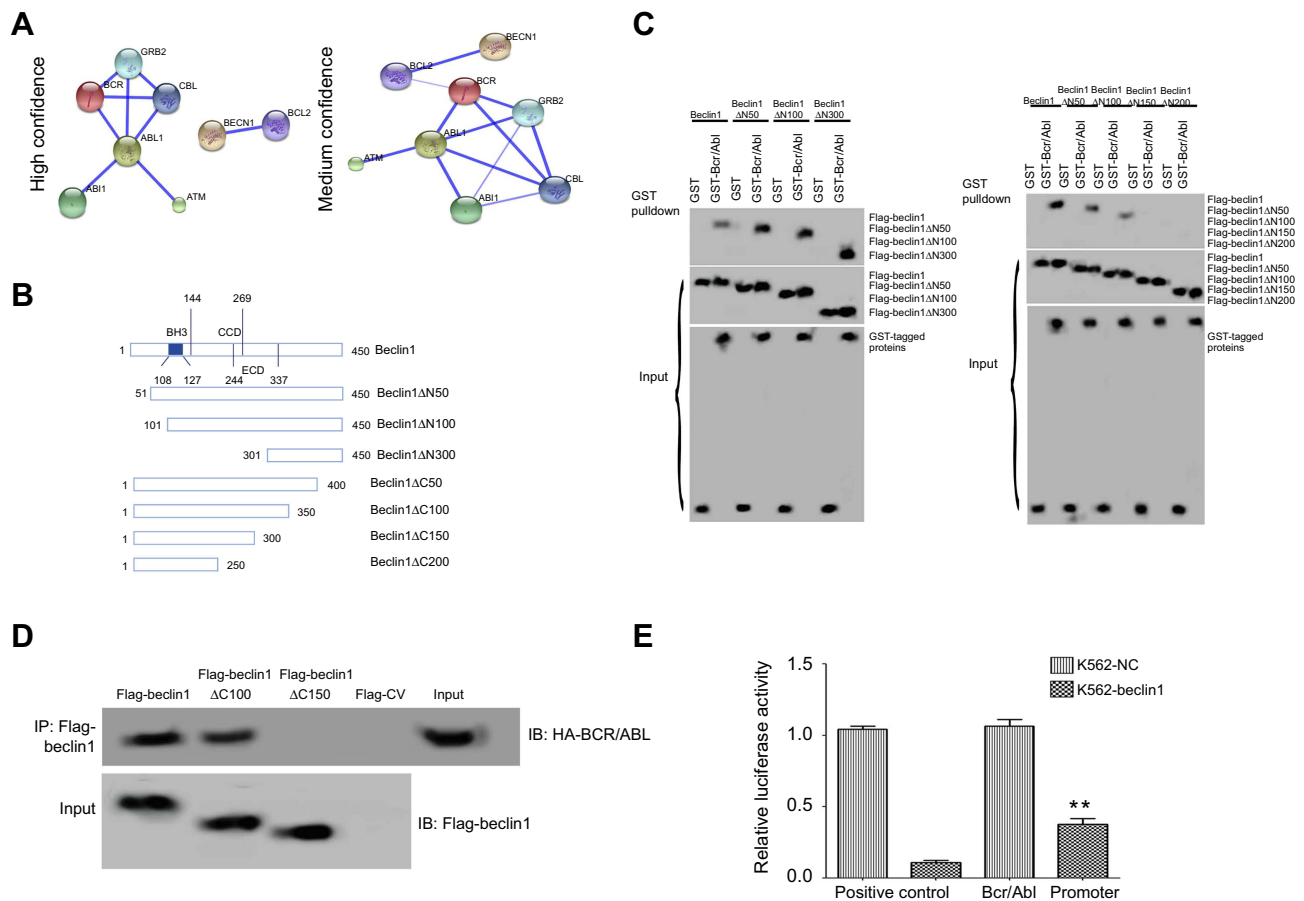 A
High confidence
GRB2
BCR
CBL
ABL1
ABI1
ATM
BECN1
BCL2
Medium confidence
BECN1
BCL2
BCR
GRB2
ABL1
ATM
CBL
ABI1
B
144
269
BH3
CCD
1
450
Beclin1
108
127
244
ECD
337
51
450
Beclin1ΔN50
101
450
Beclin1ΔN100
301
450
Beclin1ΔN300
1
400
Beclin1ΔC50
1
350
Beclin1ΔC100
1
300
Beclin1ΔC150
1
250
Beclin1ΔC200
C
Beclin1
Beclin1 ΔN50
Beclin1 ΔN100
Beclin1 ΔN300
GST
GST-Bcr/Abl
GST
GST-Bcr/Abl
GST
GST-Bcr/Abl
GST
GST-Bcr/Abl
GST
pulldown
Flag-beclin1
Flag-beclin1ΔN50
Flag-beclin1ΔN100
Flag-beclin1ΔN300
Flag-beclin1
Flag-beclin1ΔN50
Flag-beclin1ΔN100
Flag-beclin1ΔN300
GST-tagged
proteins
Input
Beclin1
Beclin1 ΔN50
Beclin1 ΔN100
Beclin1 ΔN150
Beclin1 ΔN200
GST
GST-Bcr/Abl
GST
GST-Bcr/Abl
GST
GST-Bcr/Abl
GST
GST-Bcr/Abl
GST
GST-Bcr/Abl
GST
pulldown
Flag-beclin1
Flag-beclin1ΔN50
Flag-beclin1ΔN100
Flag-beclin1ΔN150
Flag-beclin1ΔN200
Flag-beclin1
Flag-beclin1ΔN50
Flag-beclin1ΔN100
Flag-beclin1ΔN150
Flag-beclin1ΔN200
GST-tagged
proteins
Input
D
Flag-beclin1
Flag-beclin1
ΔC100
Flag-beclin1
ΔC150
Flag-CV
Input
IP: Flag-
beclin1
IB: HA-BCR/ABL
Input
IB: Flag-beclin1
E
Relative luciferase activity
1.5
1.0
0.5
0.0
K562-NC
K562-beclin1
**
Positive control
Bcr/Abl
Promoter